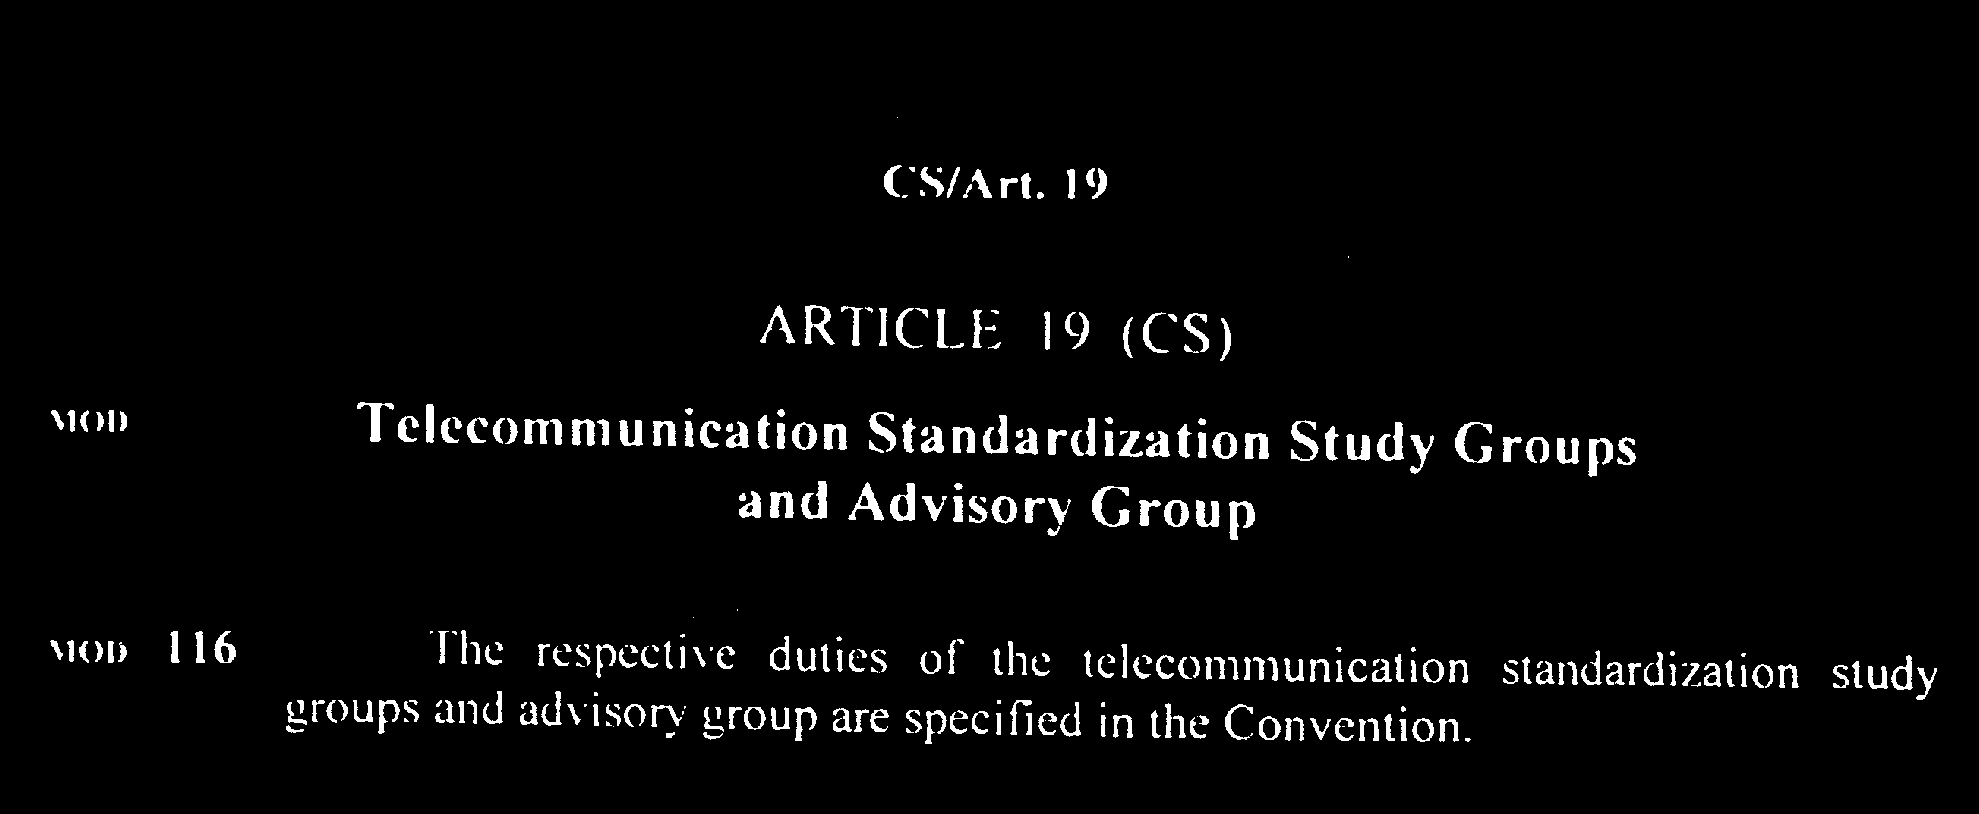 CS/Art. 19
ARTICLE 19 (CS)
MOD Telecommunication Standardization Study Groups
and Advisory Group
MOD 116 The respective duties of the telecommunication standardization study
groups and advisory group are specified in the Convention.